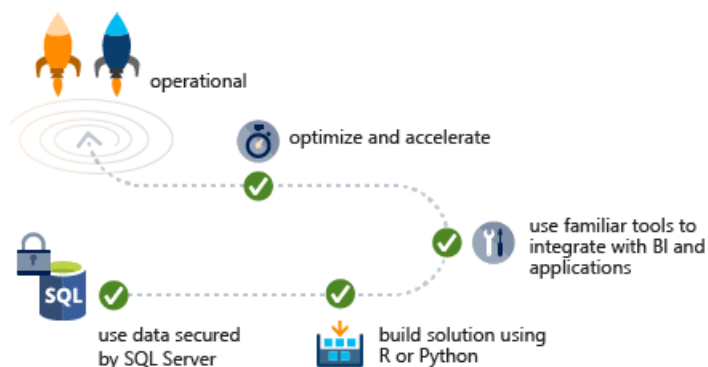 operational
optimize and accelerate
use familiar tools to
integrate with BI and
applications
SQL
use data secured
by SQL Server
build solution using
R or Python